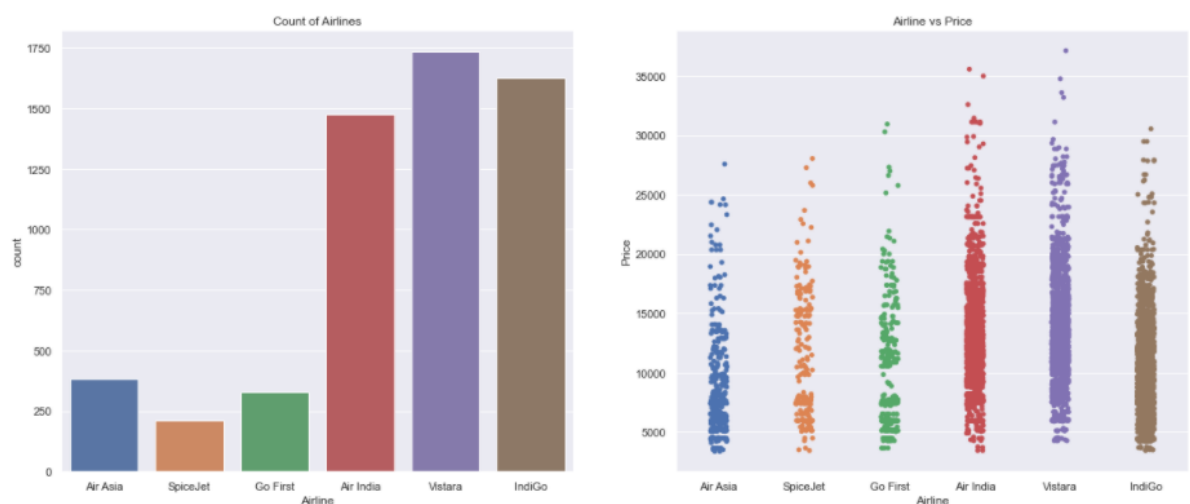 Count of Airlines
1750
1500
1250
1000
750
500
250
0
count
Air Asia SpiceJet Go First Air India Vistara IndiGo
Airline
Airline vs Price
35000
30000
25000
20000
15000
10000
5000
Price
Air Asia SpiceJet Go First Air India Vistara IndiGo
Airline